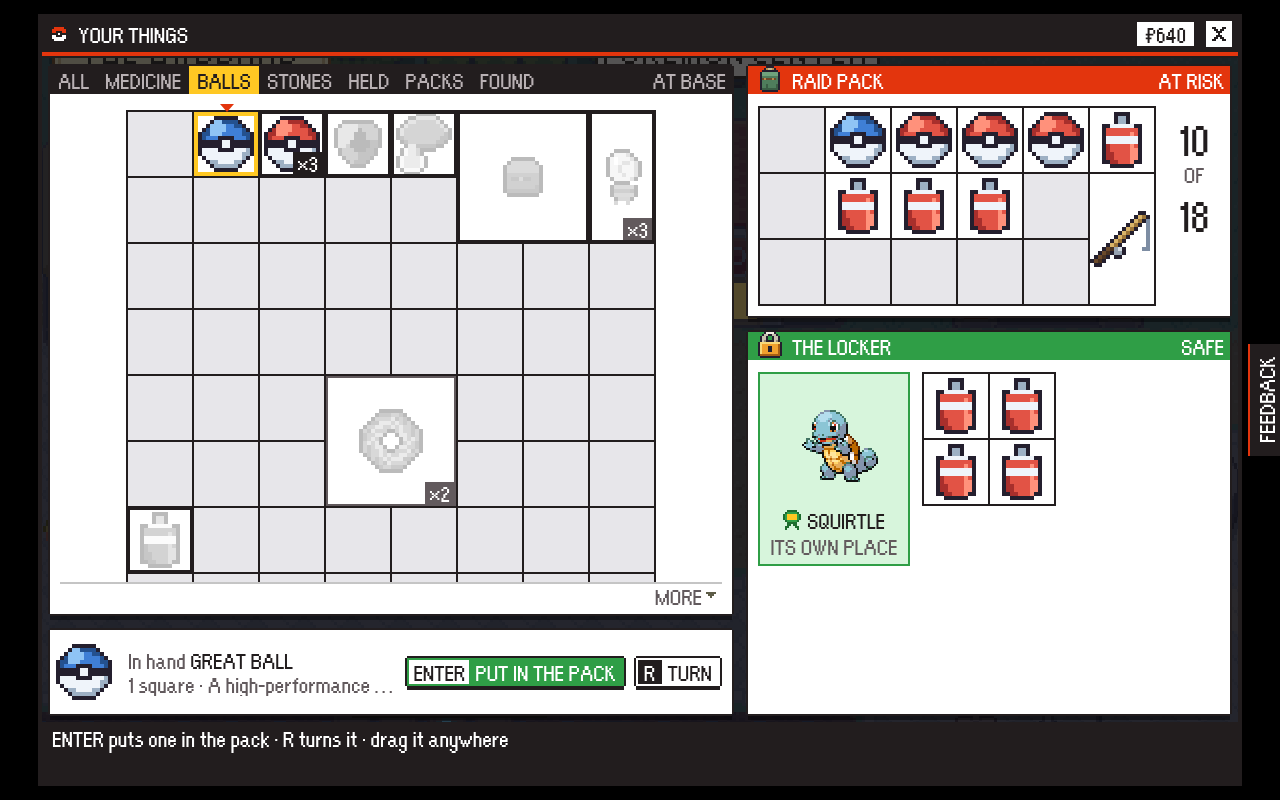 YOUR THINGS
₽640
X
ALL MEDICINE BALLS STONES HELD PACKS FOUND AT BASE
×3
×3
×2
MORE
In hand GREAT BALL
1 square · A high-performance ...
ENTER PUT IN THE PACK
R TURN
RAID PACK AT RISK
10
OF
18
THE LOCKER SAFE
SQUIRTLE
ITS OWN PLACE
FEEDBACK
ENTER puts one in the pack · R turns it · drag it anywhere